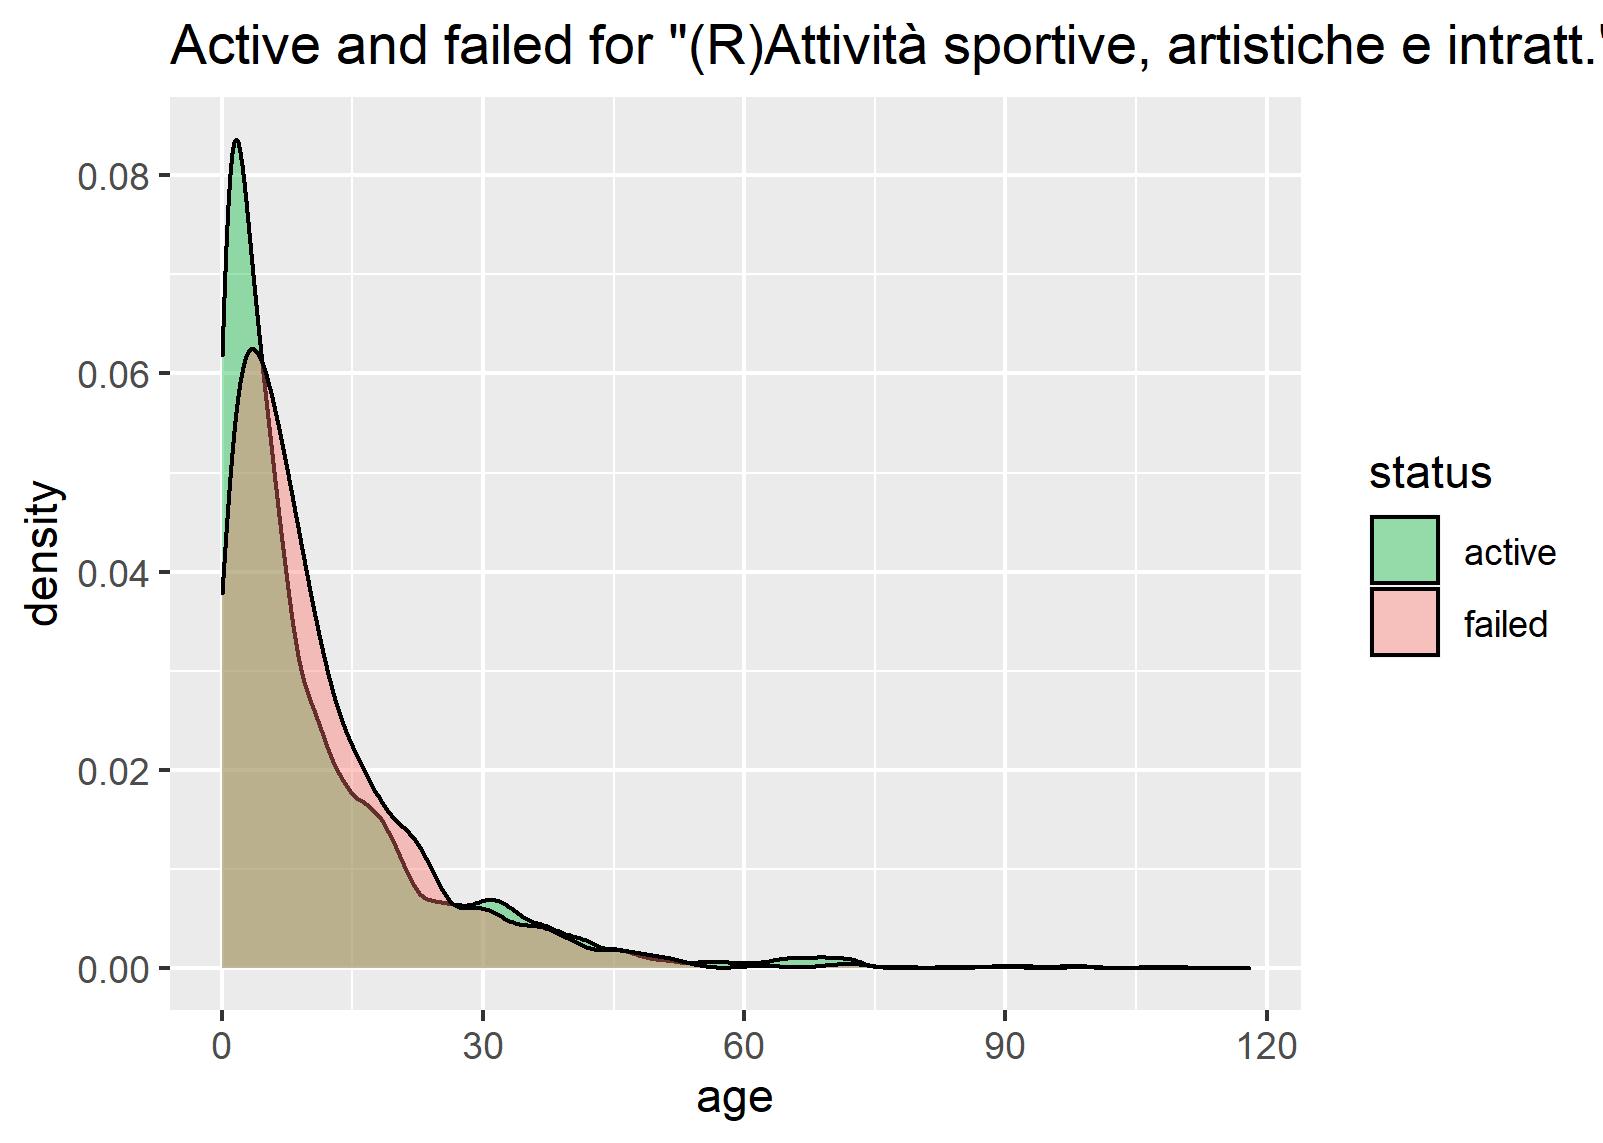 Active and failed for "(R)Attività sportive, artistiche e intratt."
0.08
0.06
0.04
0.02
0.00
density
0
30
60
90
120
age
status
active
failed